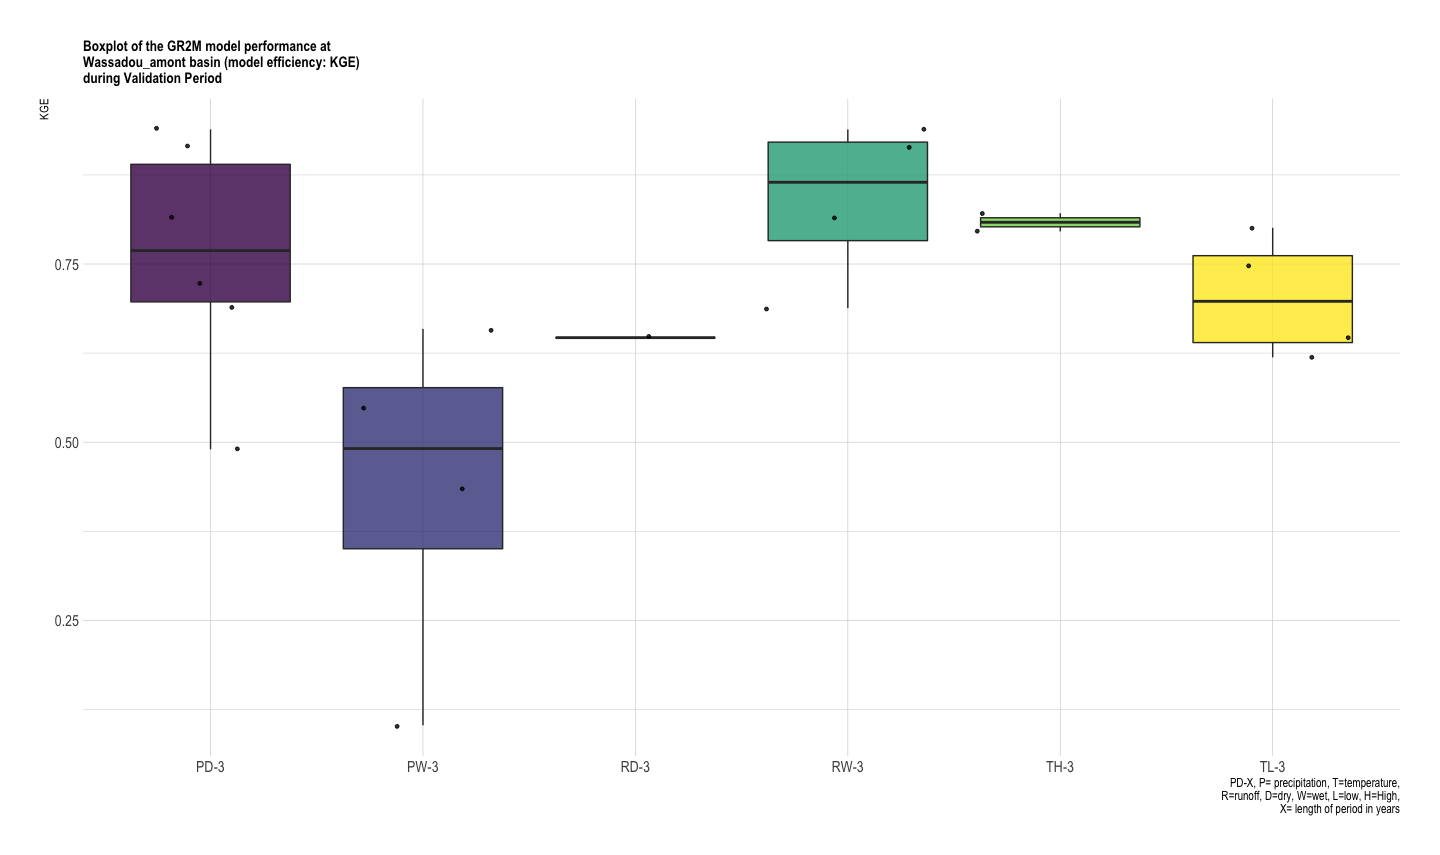 Boxplot of the GR2M model performance at
Wassadou_amont basin (model efficiency: KGE)
during Validation Period
KGE
0.75
0.50
0.25
PD-3 PW-3 RD-3 RW-3 TH-3 TL-3
PD-X, P= precipitation, T=temperature,
R=runoff, D=dry, W=wet, L=low, H=High,
X= length of period in years